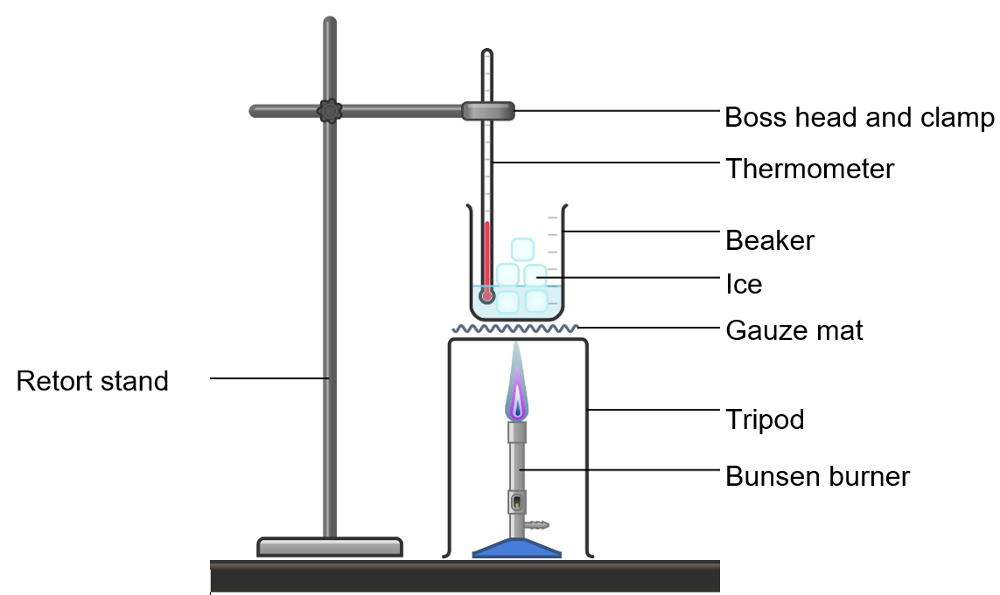 Boss head and clamp
Thermometer
Beaker
Ice
Gauze mat
Retort stand
Tripod
Bunsen burner